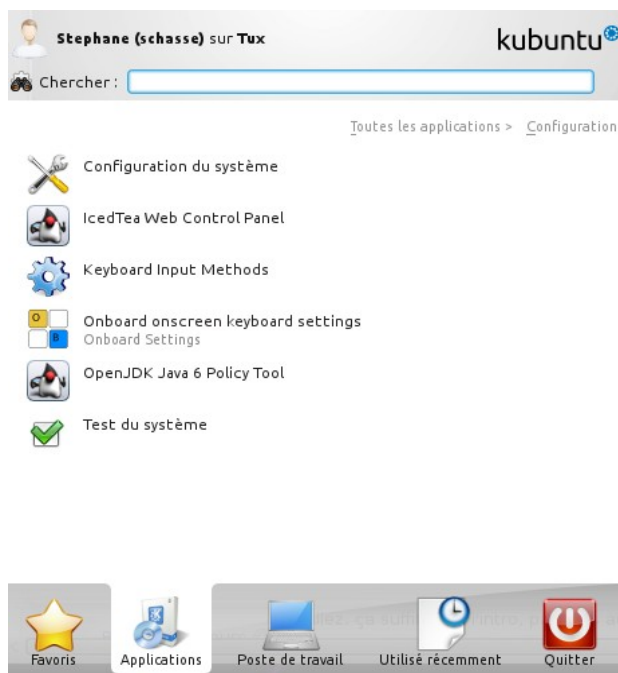 Stephane (schasse) sur Tux
kubuntu
Chercher :
Toutes les applications > Configuration
Configuration du système
IcedTea Web Control Panel
Keyboard Input Methods
Onboard onscreen keyboard settings
Onboard Settings
OpenJDK Java 6 Policy Tool
Test du système
Favoris
Applications
Poste de travail
Utilisé récemment
Quitter